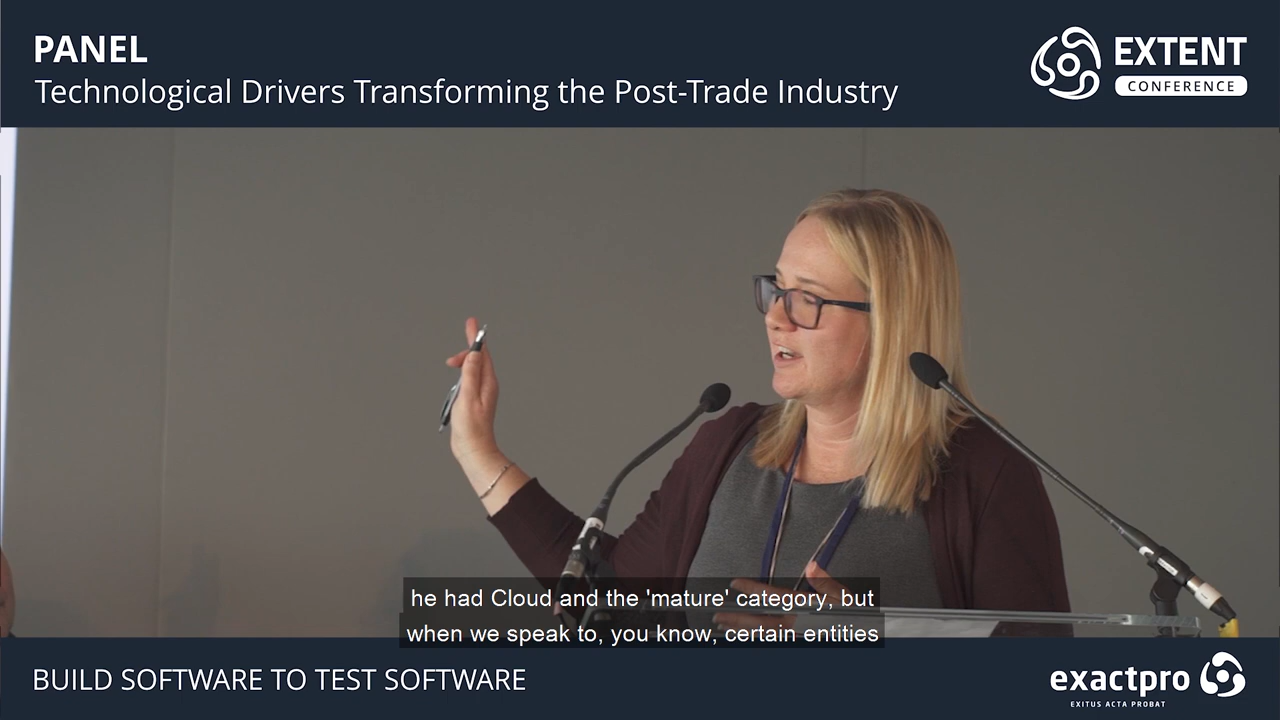 PANEL
Technological Drivers Transforming the Post-Trade Industry
EXTENT
CONFERENCE
he had Cloud and the 'mature' category, but
when we speak to, you know, certain entities
BUILD SOFTWARE TO TEST SOFTWARE
exactpro
EXITUS ACTA PROBAT